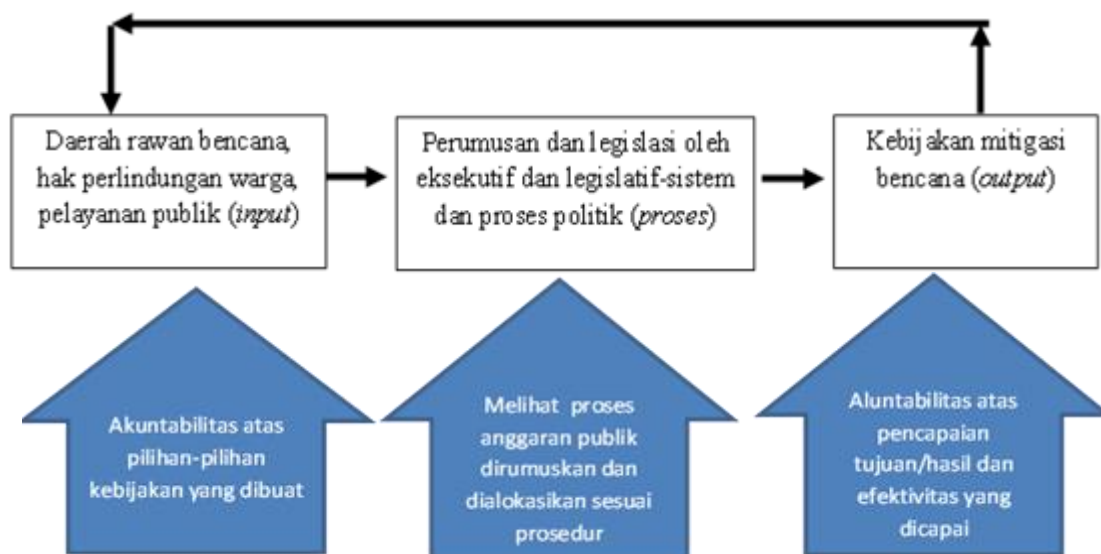 Daerah rawan bencana,
hak perlindungan warga,
pelayanan publik (input)
Perumusan dan legislasi oleh
eksekutif dan legislatif-sistem
dan proses politik (proses)
Kebijakan mitigasi
bencana (output)
Akuntabilitas atas
pilihan-pilihan
kebijakan yang dibuat
Melihat proses
anggaran publik
dirumuskan dan
dialokasikan sesuai
prosedur
Aluntabilitas atas
pencapaian
tujuan/hasil dan
efektivitas yang
dicapai